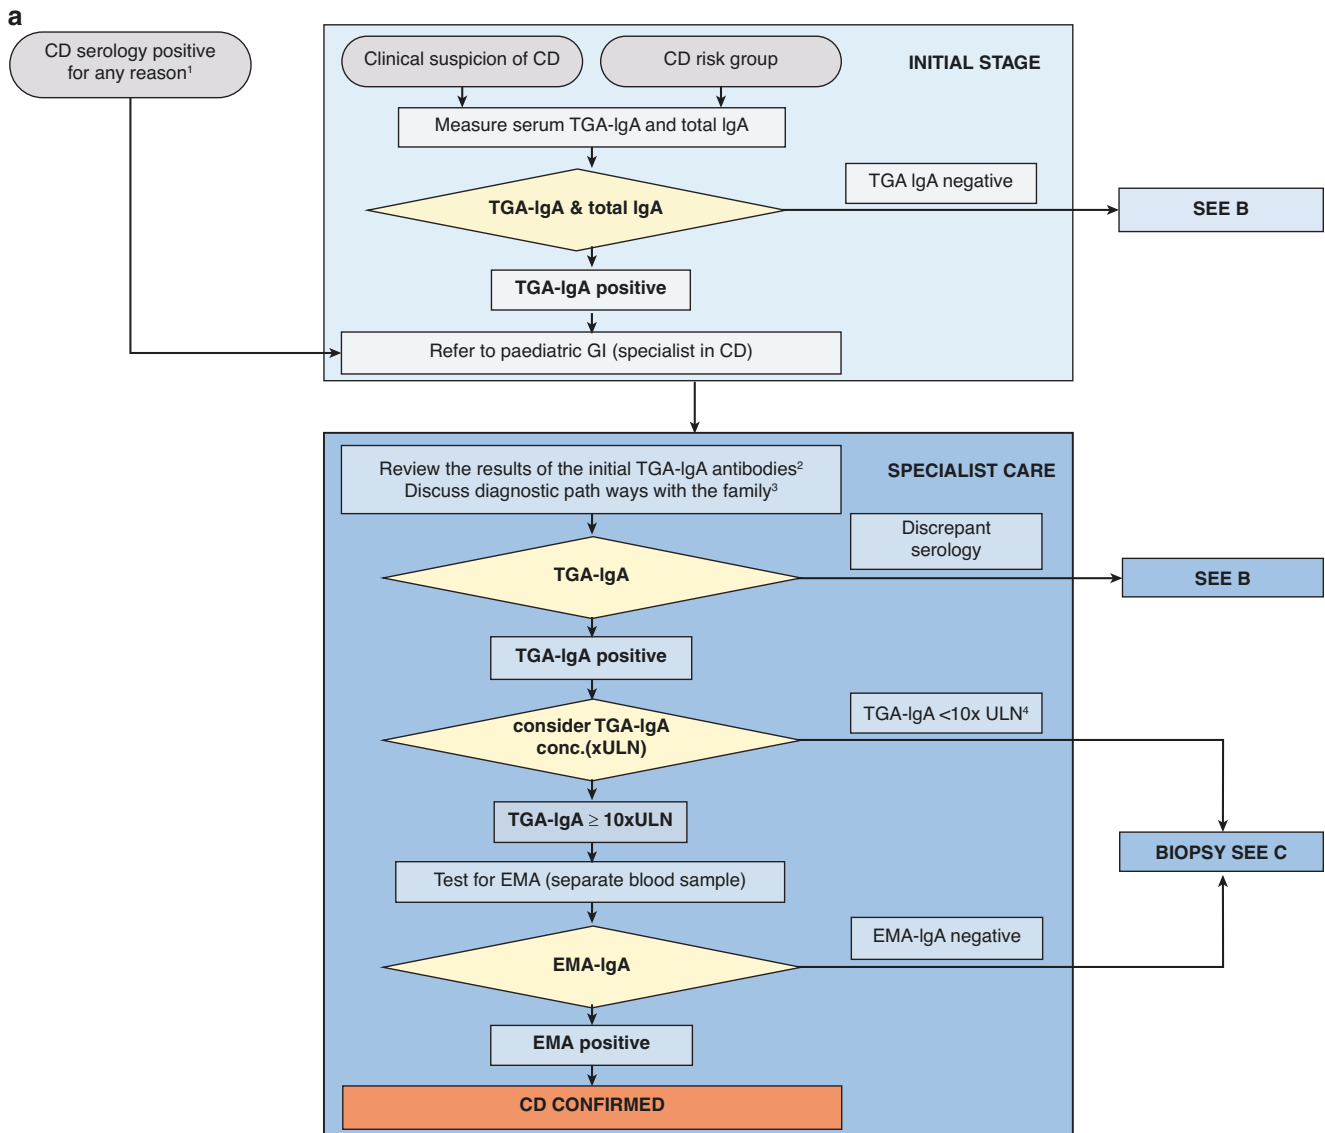 a
CD serology positive
for any reason¹
Clinical suspicion of CD
CD risk group
INITIAL STAGE
Measure serum TGA-IgA and total IgA
TGA-IgA & total IgA
TGA IgA negative
SEE B
TGA-IgA positive
Refer to paediatric GI (specialist in CD)
Review the results of the initial TGA-IgA antibodies²
Discuss diagnostic path ways with the family³
SPECIALIST CARE
Discrepant
serology
TGA-IgA
SEE B
TGA-IgA positive
consider TGA-IgA
conc.(xULN)
TGA-IgA <10x ULN⁴
TGA-IgA ≥ 10xULN
BIOPSY SEE C
Test for EMA (separate blood sample)
EMA-IgA negative
EMA-IgA
EMA positive
CD CONFIRMED